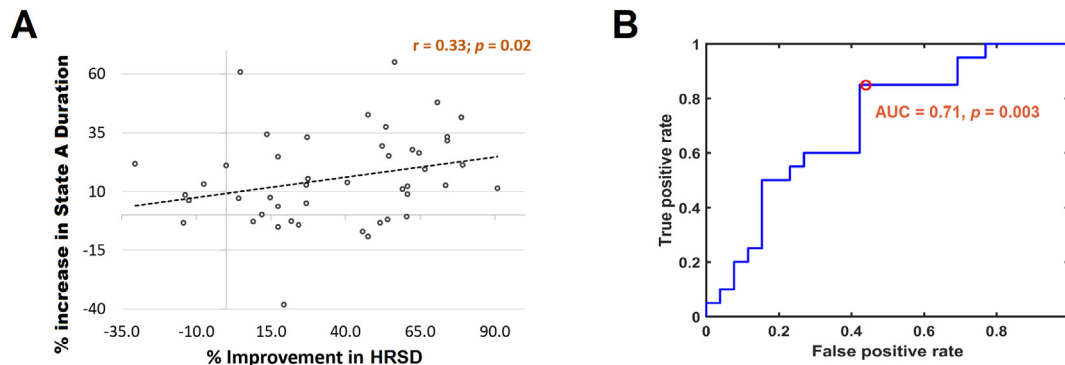 A
r = 0.33; p = 0.02
% increase in State A Duration
60
35
10
-15
-40
-35.0 -10.0 15.0 40.0 65.0 90.0
% Improvement in HRSD
B
True positive rate
1
0.8
0.6
0.4
0.2
0
AUC = 0.71, p = 0.003
0 0.2 0.4 0.6 0.8
False positive rate